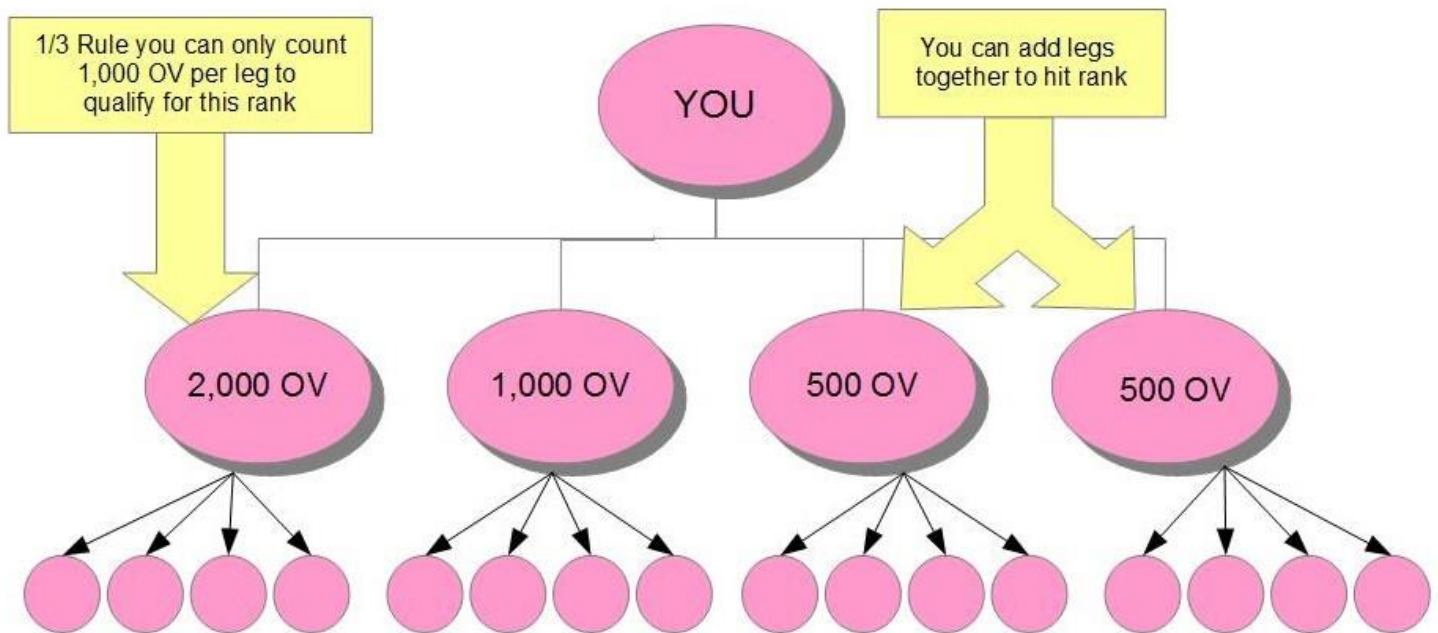 1/3 Rule you can only count
1,000 OV per leg to
qualify for this rank
YOU
You can add legs
together to hit rank
2,000 OV
1,000 OV
500 OV
500 OV